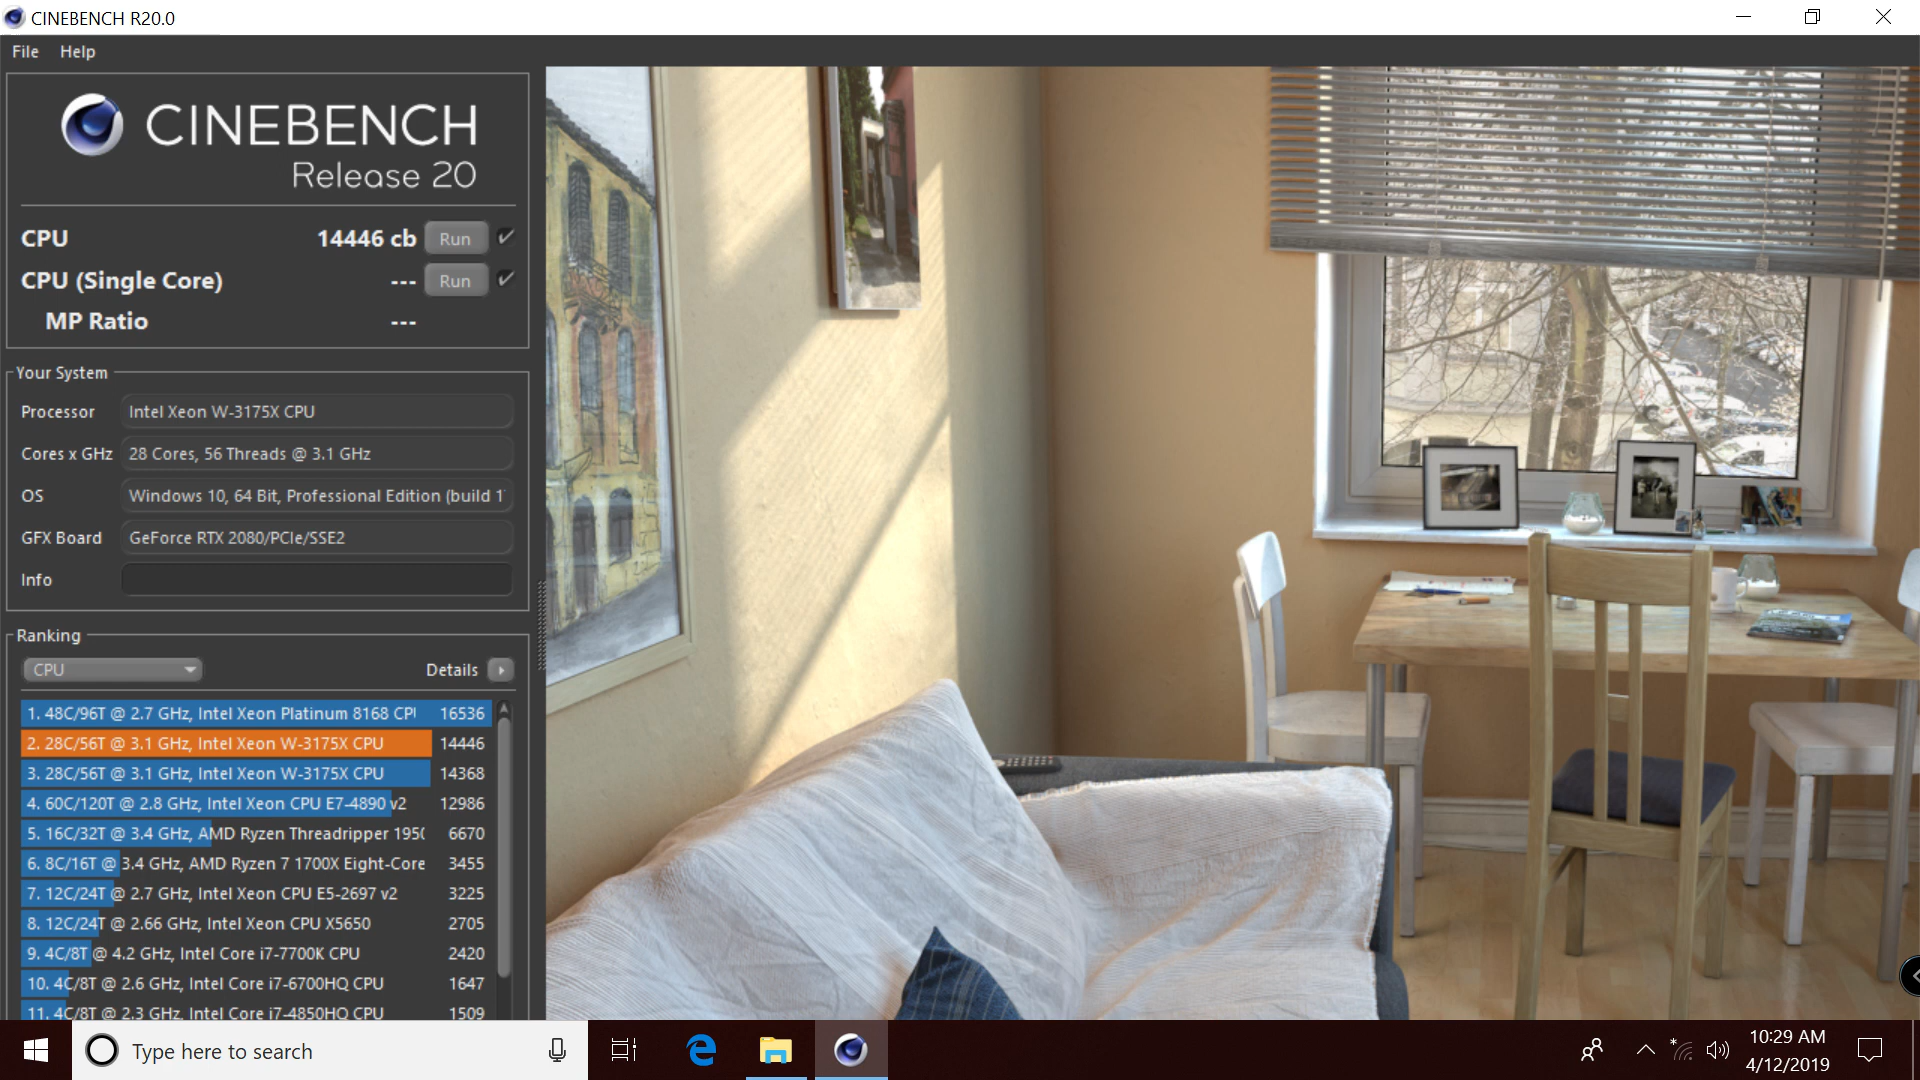 CINEBENCH R20.0
File Help
CINEBENCH
Release 20
CPU 14446 cb Run
CPU (Single Core) --- Run
MP Ratio ---
Your System
Processor Intel Xeon W-3175X CPU
Cores x GHz 28 Cores, 56 Threads @ 3.1 GHz
OS Windows 10, 64 Bit, Professional Edition (build 1
GFX Board GeForce RTX 2080/PCIe/SSE2
Info
Ranking
CPU Details
1. 48C/96T @ 2.7 GHz, Intel Xeon Platinum 8168 CPU 16536
2. 28C/56T @ 3.1 GHz, Intel Xeon W-3175X CPU 14446
3. 28C/56T @ 3.1 GHz, Intel Xeon W-3175X CPU 14368
4. 60C/120T @ 2.8 GHz, Intel Xeon CPU E7-4890 v2 12986
5. 16C/32T @ 3.4 GHz, AMD Ryzen Threadripper 1950 6670
6. 8C/16T @ 3.4 GHz, AMD Ryzen 7 1700X Eight-Core 3455
7. 12C/24T @ 2.7 GHz, Intel Xeon CPU E5-2697 v2 3225
8. 12C/24T @ 2.66 GHz, Intel Xeon CPU X5650 2705
9. 4C/8T @ 4.2 GHz, Intel Core i7-7700K CPU 2420
10. 4C/8T @ 2.6 GHz, Intel Core i7-6700HQ CPU 1647
11. 4C/8T @ 2.3 GHz, Intel Core i7-4850HQ CPU 1509
Type here to search
10:29 AM
4/12/2019